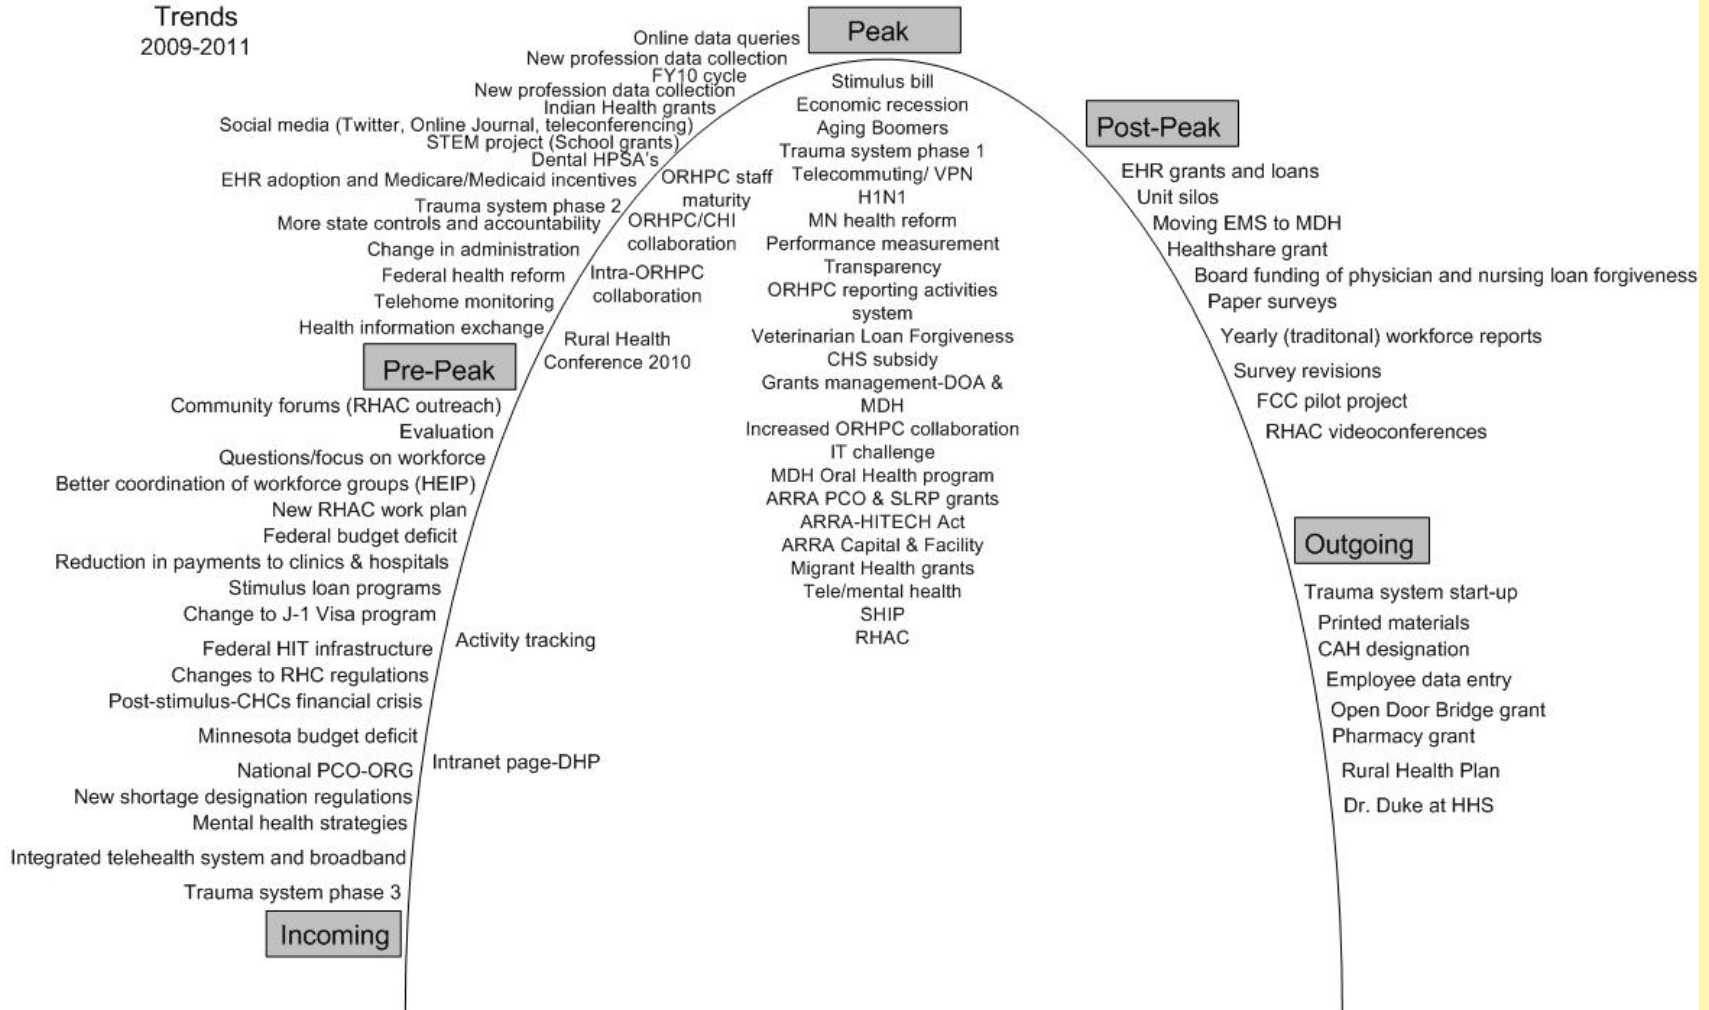 Trends
2009-2011
Peak
Online data queries
New profession data collection
FY10 cycle
New profession data collection
Indian Health grants
Social media (Twitter, Online Journal, teleconferencing)
STEM project (School grants)
Dental HPSA's
EHR adoption and Medicare/Medicaid incentives
Trauma system phase 2
More state controls and accountability
Change in administration
Federal health reform
Telehome monitoring
Health information exchange
Pre-Peak
Community forums (RHAC outreach)
Evaluation
Questions/focus on workforce
Better coordination of workforce groups (HEIP)
New RHAC work plan
Federal budget deficit
Reduction in payments to clinics & hospitals
Stimulus loan programs
Change to J-1 Visa program
Federal HIT infrastructure
Changes to RHC regulations
Post-stimulus-CHCs financial crisis
Minnesota budget deficit
National PCO-ORG
New shortage designation regulations
Mental health strategies
Integrated telehealth system and broadband
Trauma system phase 3
Incoming
ORHPC staff
maturity
ORHPC/CHI
collaboration
Intra-ORHPC
collaboration
Rural Health
Conference 2010
Activity tracking
Intranet page-DHP
Stimulus bill
Economic recession
Aging Boomers
Trauma system phase 1
Telecommuting/ VPN
H1N1
MN health reform
Performance measurement
Transparency
ORHPC reporting activities
system
Veterinarian Loan Forgiveness
CHS subsidy
Grants management-DOA &
MDH
Increased ORHPC collaboration
IT challenge
MDH Oral Health program
ARRA PCO & SLRP grants
ARRA-HITECH Act
ARRA Capital & Facility
Migrant Health grants
Tele/mental health
SHIP
RHAC
Post-Peak
EHR grants and loans
Unit silos
Moving EMS to MDH
Healthshare grant
Board funding of physician and nursing loan forgiveness
Paper surveys
Yearly (traditonal) workforce reports
Survey revisions
FCC pilot project
RHAC videoconferences
Outgoing
Trauma system start-up
Printed materials
CAH designation
Employee data entry
Open Door Bridge grant
Pharmacy grant
Rural Health Plan
Dr. Duke at HHS